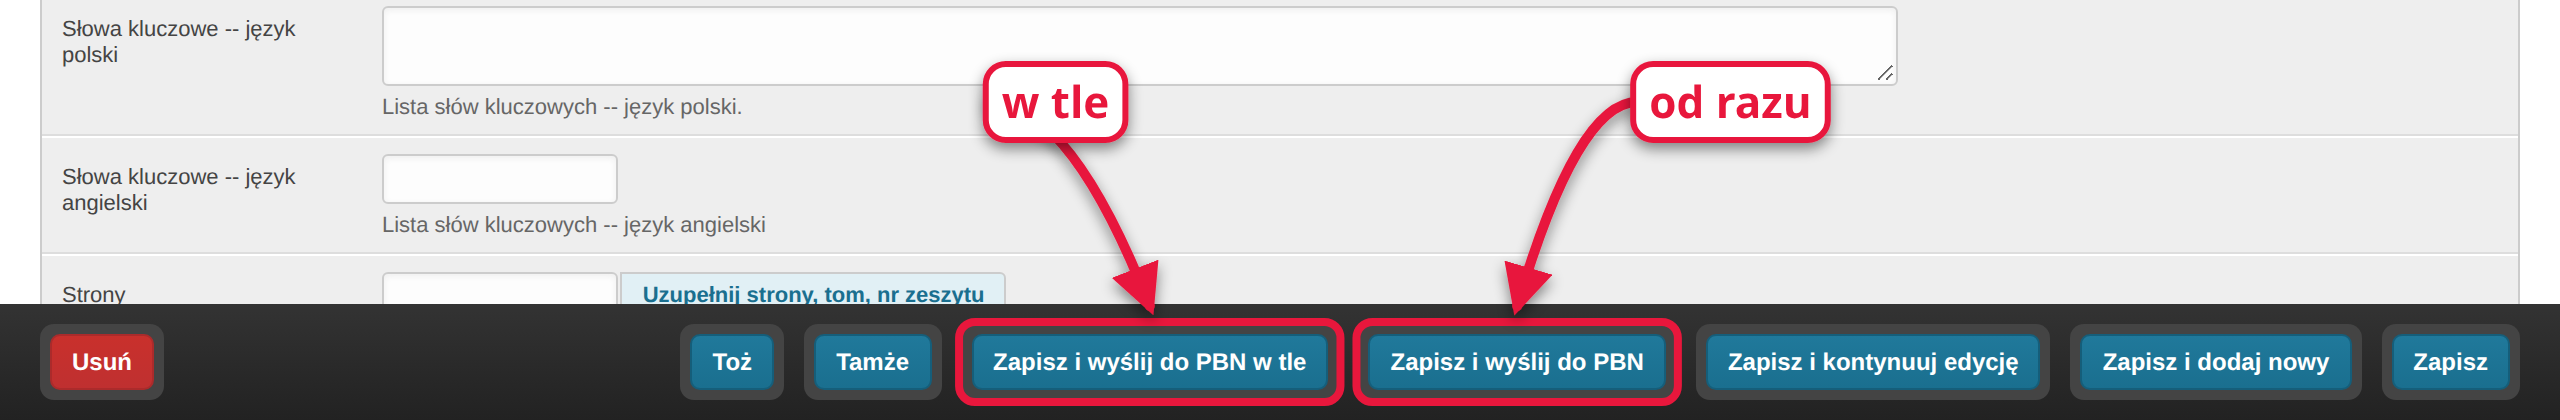 Słowa kluczowe -- język
polski
Lista słów kluczowych -- język polski.
w tle
od razu
Słowa kluczowe -- język
angielski
Lista słów kluczowych -- język angielski
Strony
Uzupełnij strony, tom, nr zeszytu
Usuń
Toż
Tamże
Zapisz i wyślij do PBN w tle
Zapisz i wyślij do PBN
Zapisz i kontynuuj edycję
Zapisz i dodaj nowy
Zapisz